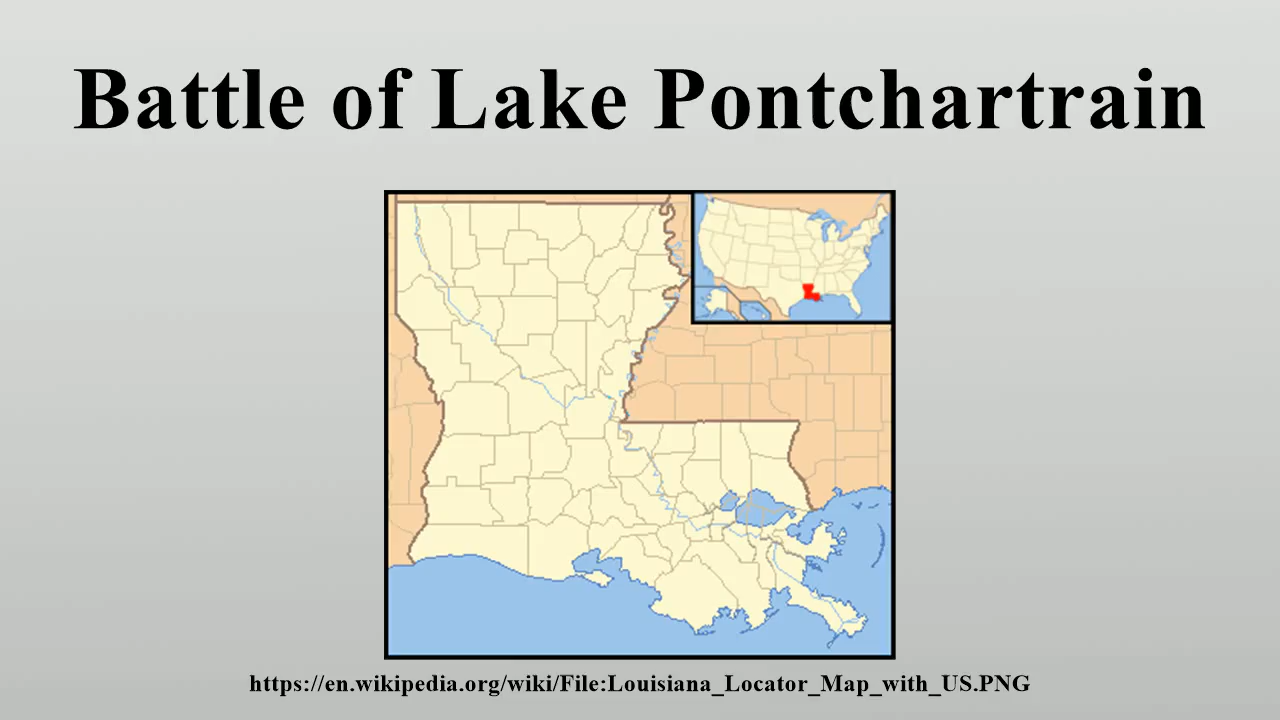 Battle of Lake Pontchartrain
https://en.wikipedia.org/wiki/File:Louisiana_Locator_Map_with_US.PNG